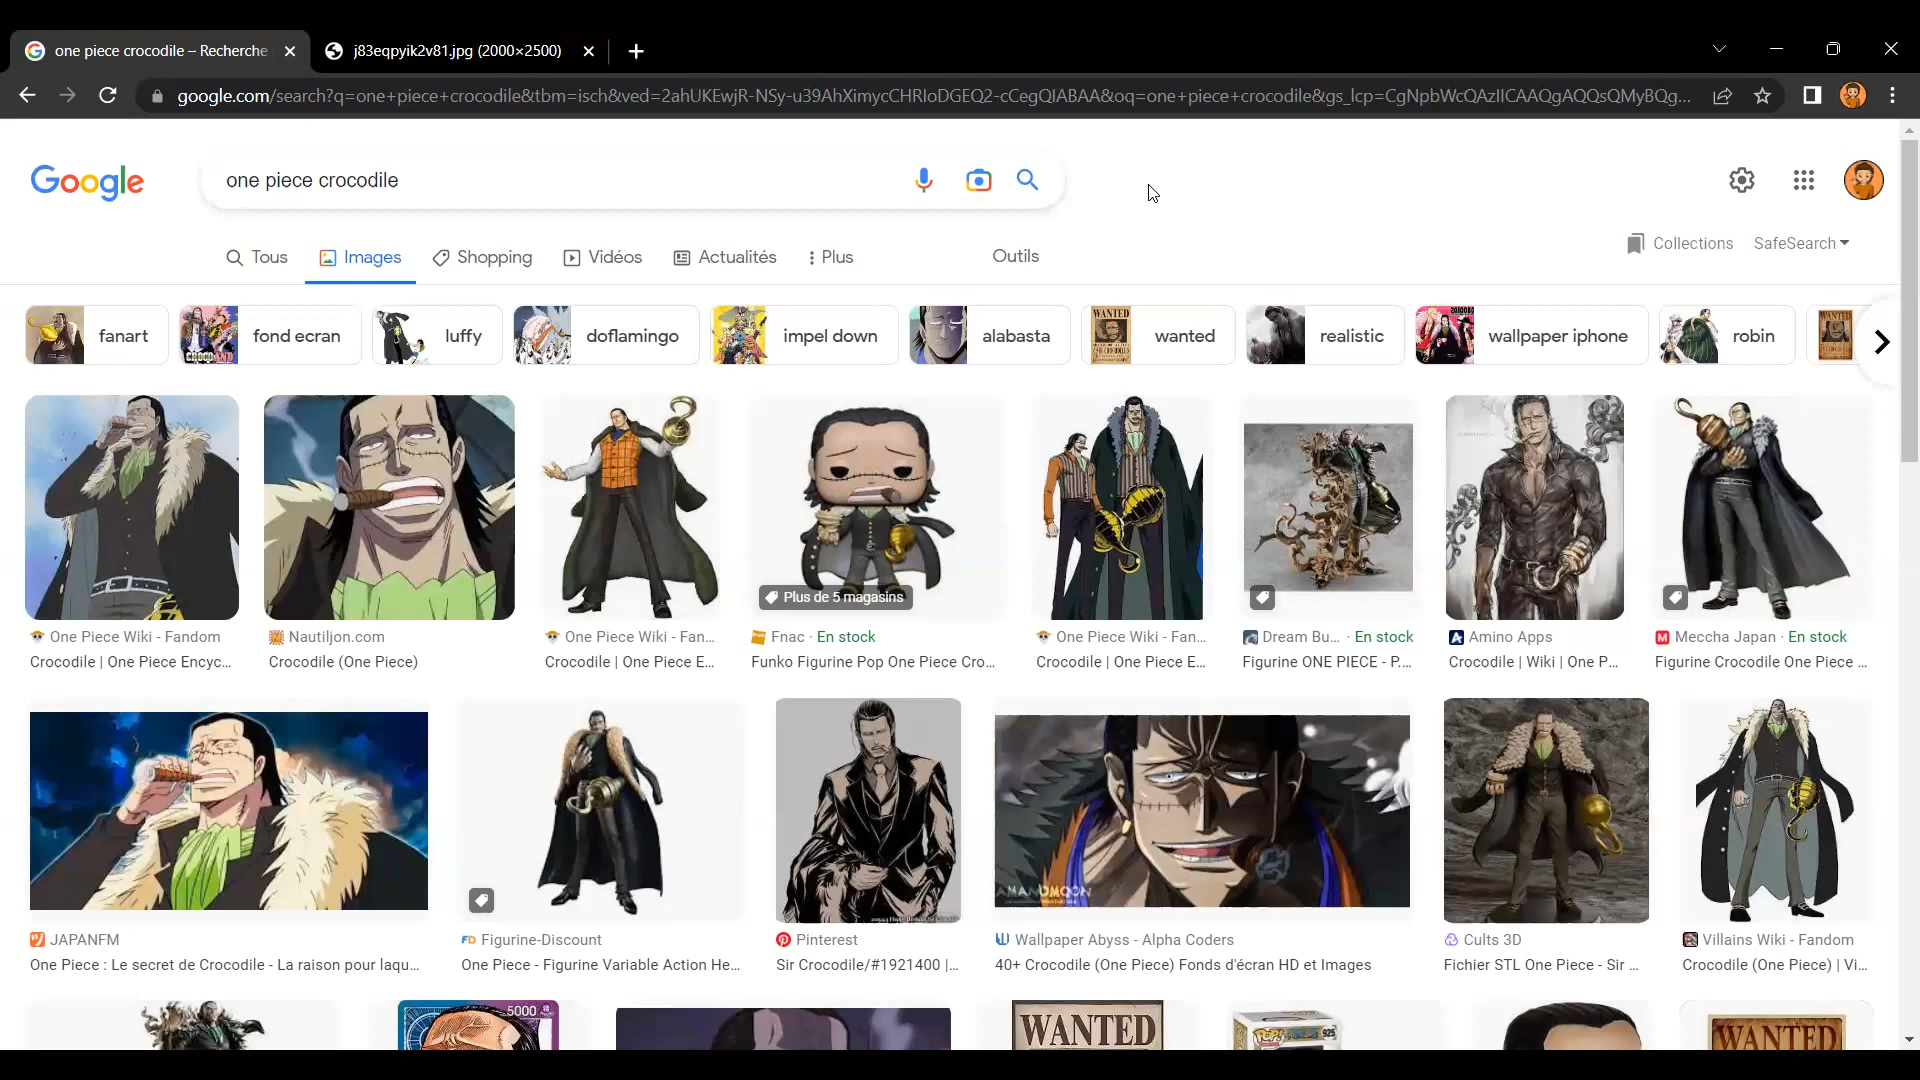 one piece crocodile – Recherche
j83eqpyik2v81.jpg (2000×2500)
google.com/search?q=one+piece+crocodile&tbm=isch&ved=2ahUKEwjR-NSy-u39AhXimycCHRIoDGEQ2-cCegQIABAA&oq=one+piece+crocodile&gs_lcp=CgNpbWcQAzIICAAQgAQQsQMyBQg...
Google
one piece crocodile
Tous
Images
Shopping
Vidéos
Actualités
Plus
Outils
Collections
SafeSearch
fanart
fond ecran
luffy
doflamingo
impel down
alabasta
wanted
realistic
wallpaper iphone
robin
Plus de 5 magasins
One Piece Wiki - Fandom
Crocodile | One Piece Encyc...
Nautiljon.com
Crocodile (One Piece)
One Piece Wiki - Fan...
Crocodile | One Piece E...
Fnac · En stock
Funko Figurine Pop One Piece Cro...
One Piece Wiki - Fan...
Crocodile | One Piece E...
Dream Bu... · En stock
Figurine ONE PIECE - P....
Amino Apps
Crocodile | Wiki | One P...
Meccha Japan · En stock
Figurine Crocodile One Piece ...
JAPANFM
One Piece : Le secret de Crocodile - La raison pour laqu...
Figurine-Discount
One Piece - Figurine Variable Action He...
Pinterest
Sir Crocodile/#1921400 |...
AMANOMOON
Wallpaper Abyss - Alpha Coders
40+ Crocodile (One Piece) Fonds d'écran HD et Images
Cults 3D
Fichier STL One Piece - Sir ...
Villains Wiki - Fandom
Crocodile (One Piece) | Vi...
5000
WANTED
POP!
925
WANTED